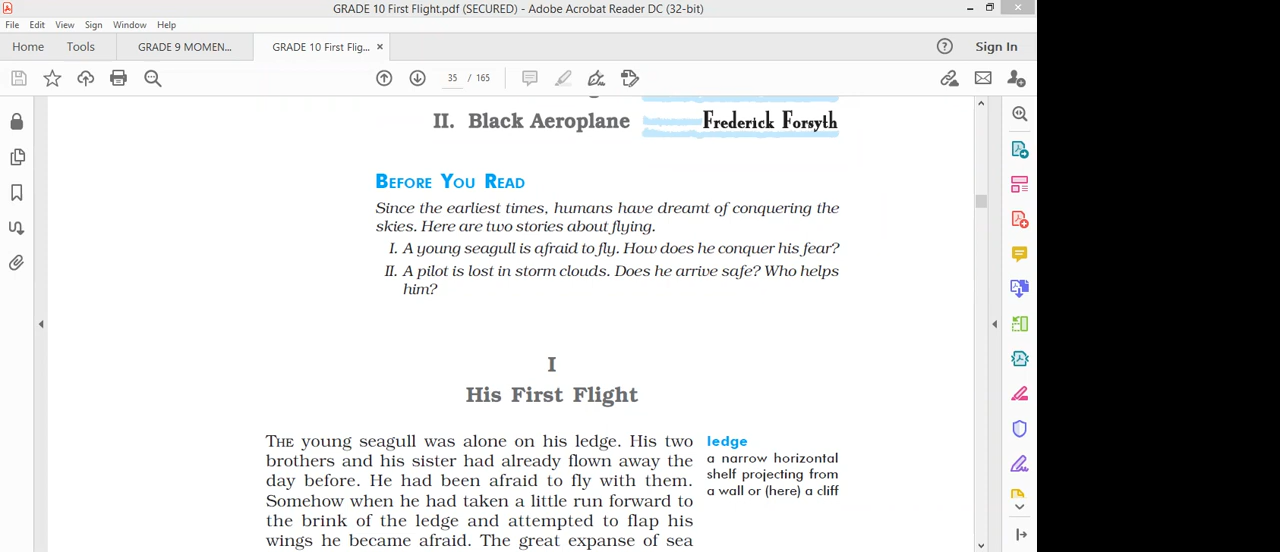 GRADE 10 First Flight.pdf (SECURED) - Adobe Acrobat Reader DC (32-bit)
File Edit View Sign Window Help
Home Tools GRADE 9 MOMEN... GRADE 10 First Flig... × ? Sign In
35 / 165
II. Black Aeroplane Frederick Forsyth
BEFORE YOU READ
Since the earliest times, humans have dreamt of conquering the
skies. Here are two stories about flying.
I. A young seagull is afraid to fly. How does he conquer his fear?
II. A pilot is lost in storm clouds. Does he arrive safe? Who helps
him?
I
His First Flight
THE young seagull was alone on his ledge. His two
brothers and his sister had already flown away the
day before. He had been afraid to fly with them.
Somehow when he had taken a little run forward to
the brink of the ledge and attempted to flap his
wings he became afraid. The great expanse of sea
ledge
a narrow horizontal
shelf projecting from
a wall or (here) a cliff